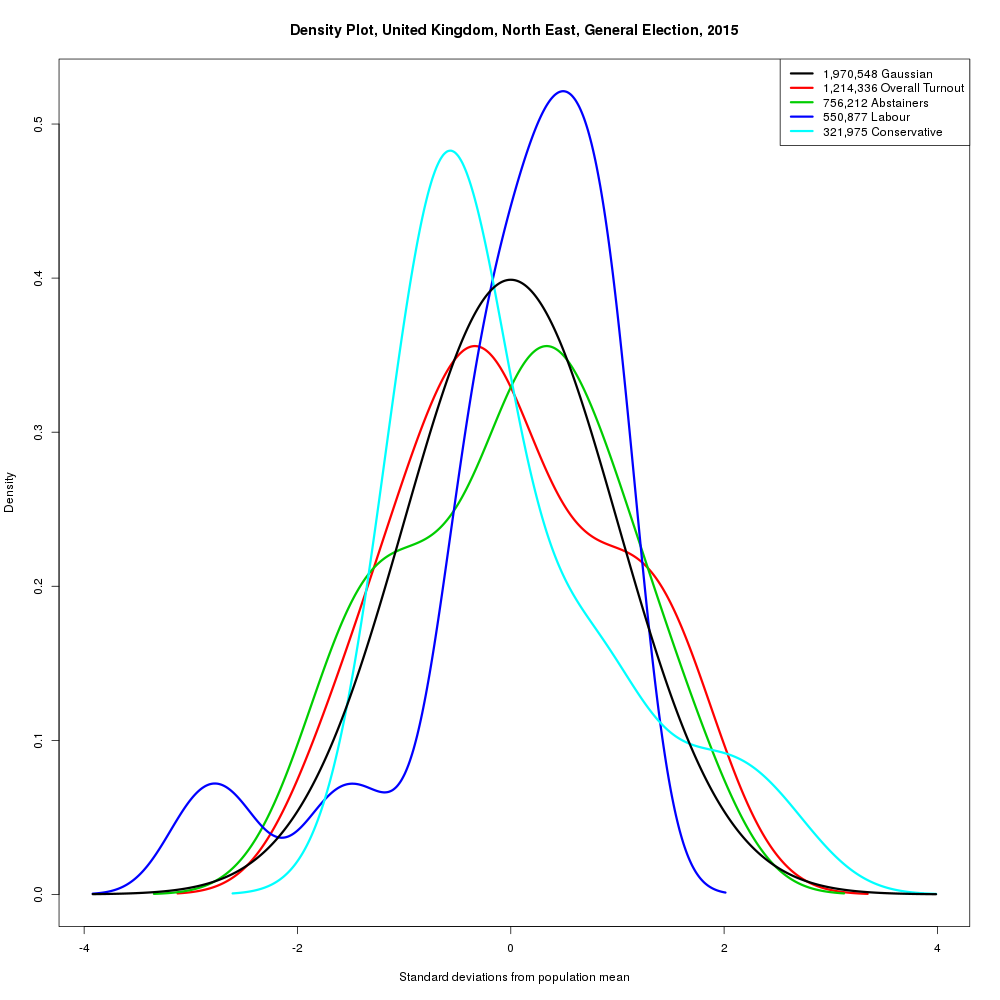 Density Plot, United Kingdom, North East, General Election, 2015
1,970,548 Gaussian
1,214,336 Overall Turnout
756,212 Abstainers
550,877 Labour
321,975 Conservative
Density
0.5
0.4
0.3
0.2
0.1
0.0
-4 -2 0 2 4
Standard deviations from population mean